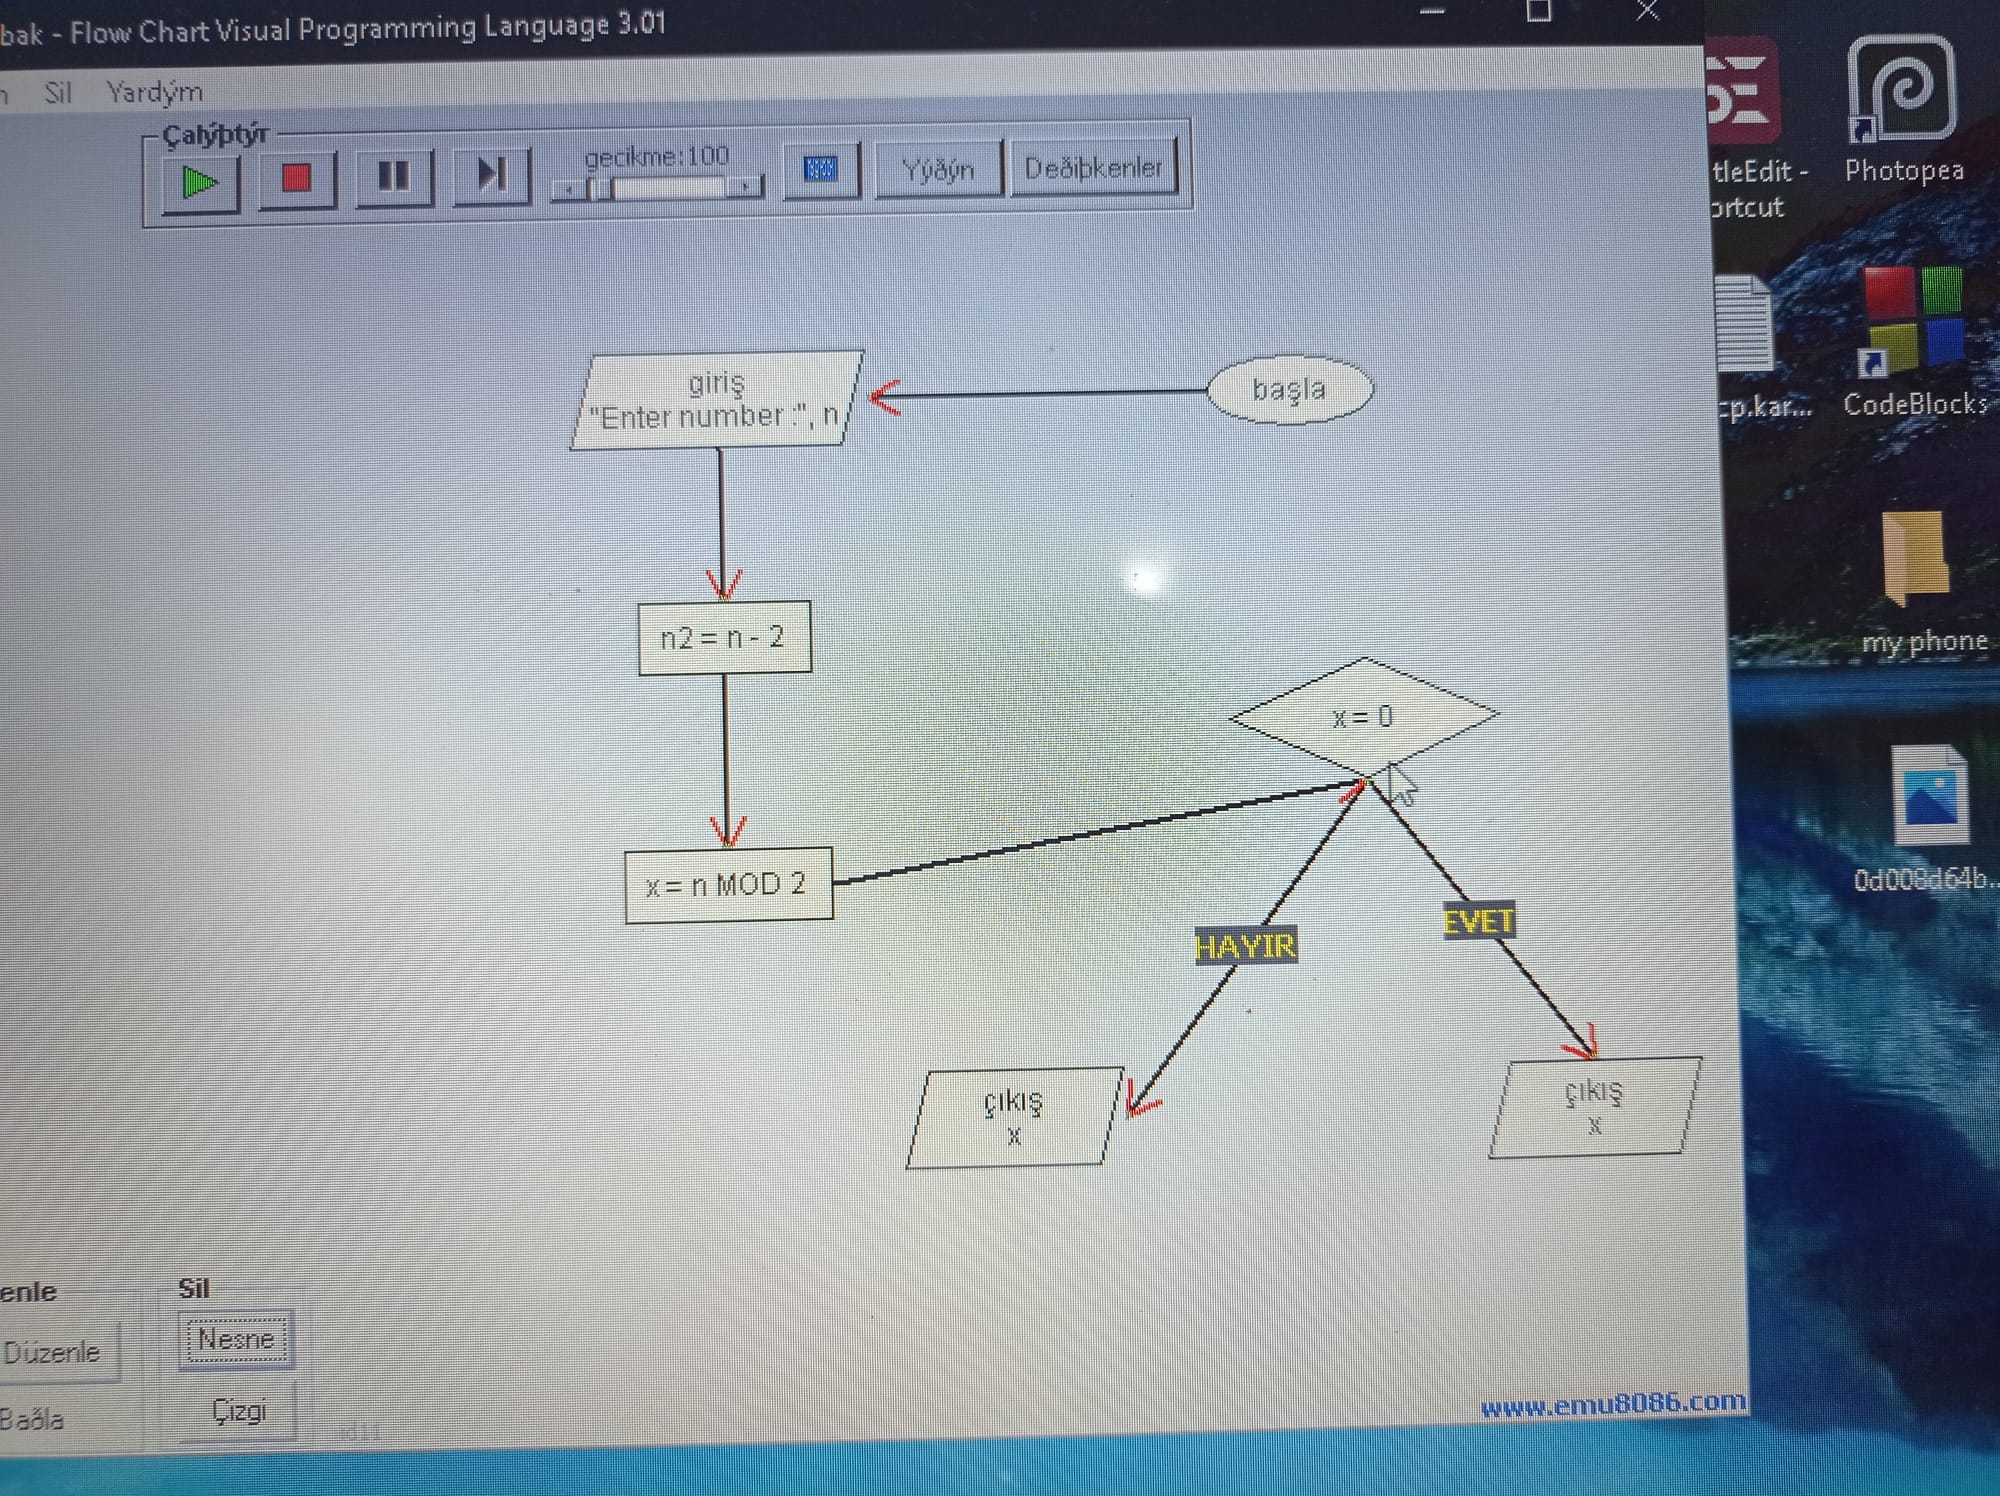 bak - Flow Chart Visual Programming Language 3.01
Sil Yardým
Çalýþtýr
gecikme:100
Yýðýn
Deðiþkenler
giriş
"Enter number :", n
başla
n2 = n - 2
x = n MOD 2
x = 0
HAYIR
EVET
çıkış
x
çıkış
x
enle
Düzenle
Baðla
Sil
Nesne
Çizgi
www.emu8086.com
tleEdit -
ortcut
Photopea
cp.kar...
CodeBlocks
my phone
0d008d64b...